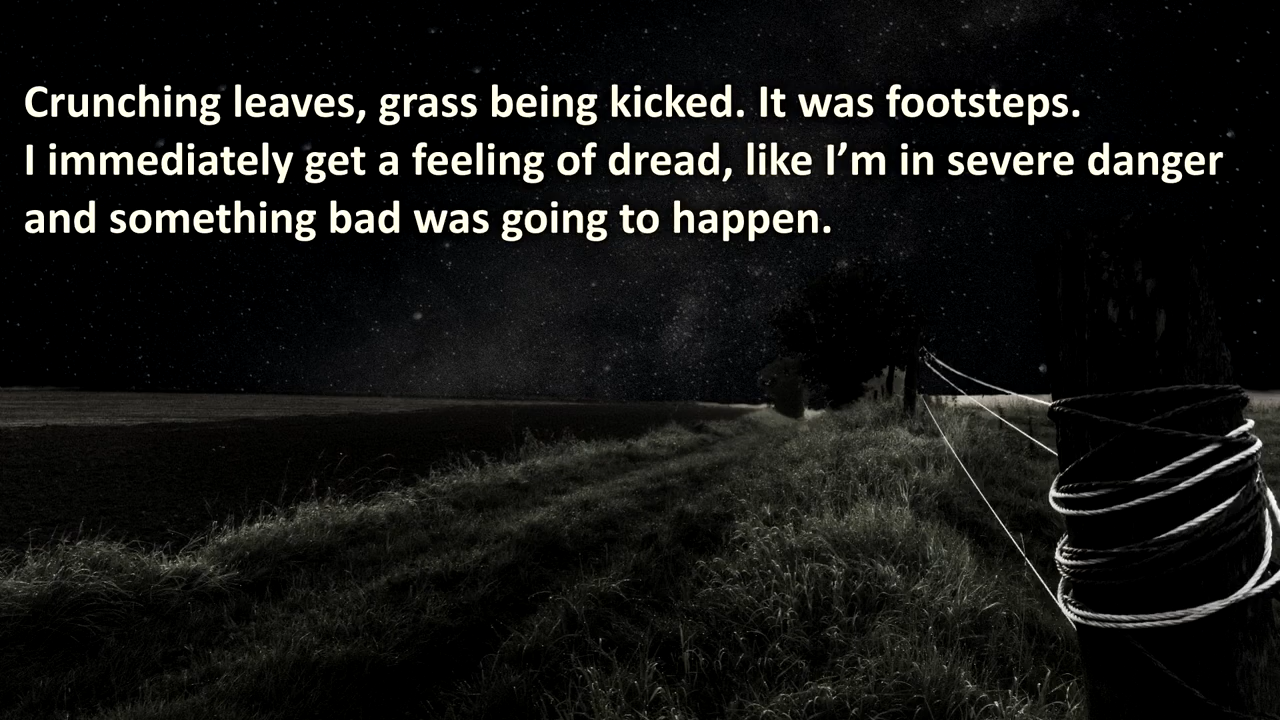 Crunching leaves, grass being kicked. It was footsteps.
I immediately get a feeling of dread, like I’m in severe danger
and something bad was going to happen.